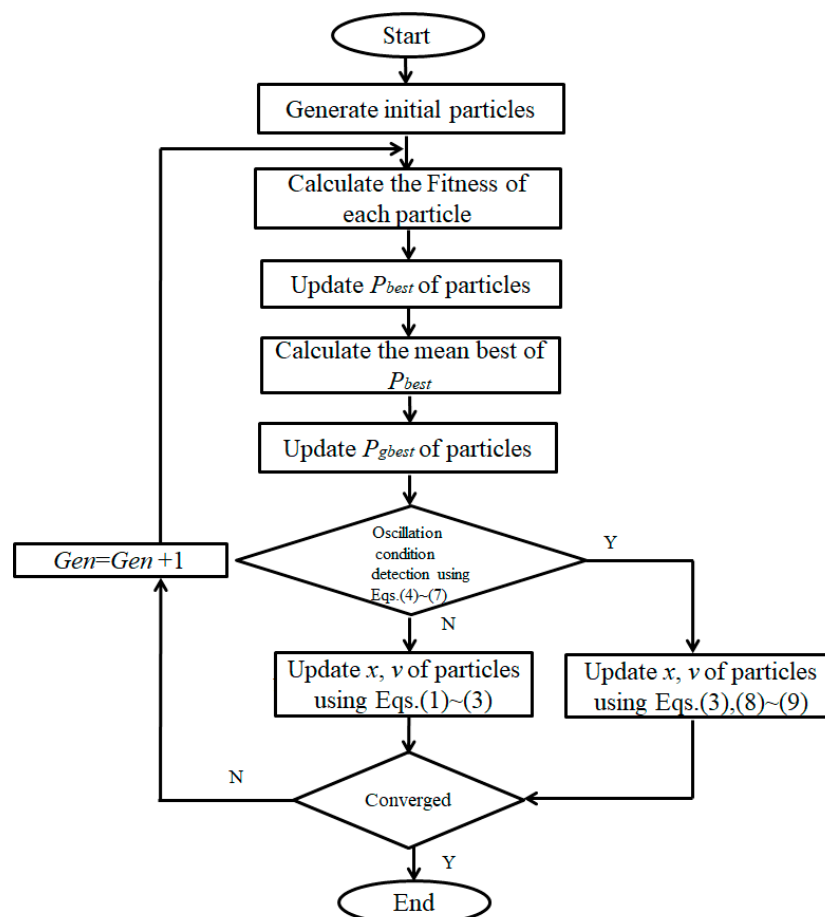 Start
Generate initial particles
Calculate the Fitness of
each particle
Update Pbest of particles
Calculate the mean best of
Pbest
Update Pgbest of particles
Oscillation
condition
detection using
Eqs.(4)~(7)
Y
Gen=Gen +1
N
Update x, v of particles
using Eqs.(1)~(3)
Update x, v of particles
using Eqs.(3),(8)~(9)
N
Converged
Y
End